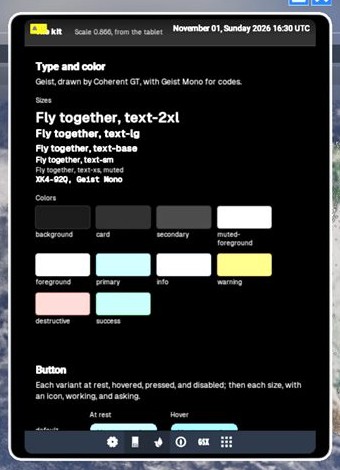 kit
Scale 0.866, from the tablet
November 01, Sunday 2026 16:30 UTC
Type and color
Geist, drawn by Coherent GT, with Geist Mono for codes.
Sizes
Fly together, text-2xl
Fly together, text-lg
Fly together, text-base
Fly together, text-sm
Fly together, text-xs, muted
XK4-92Q, Geist Mono
Colors
background card secondary muted-
foreground
foreground primary info warning
destructive success
Button
Each variant at rest, hovered, pressed, and disabled; then each size, with
an icon, working, and asking.
At rest Hover
GSX